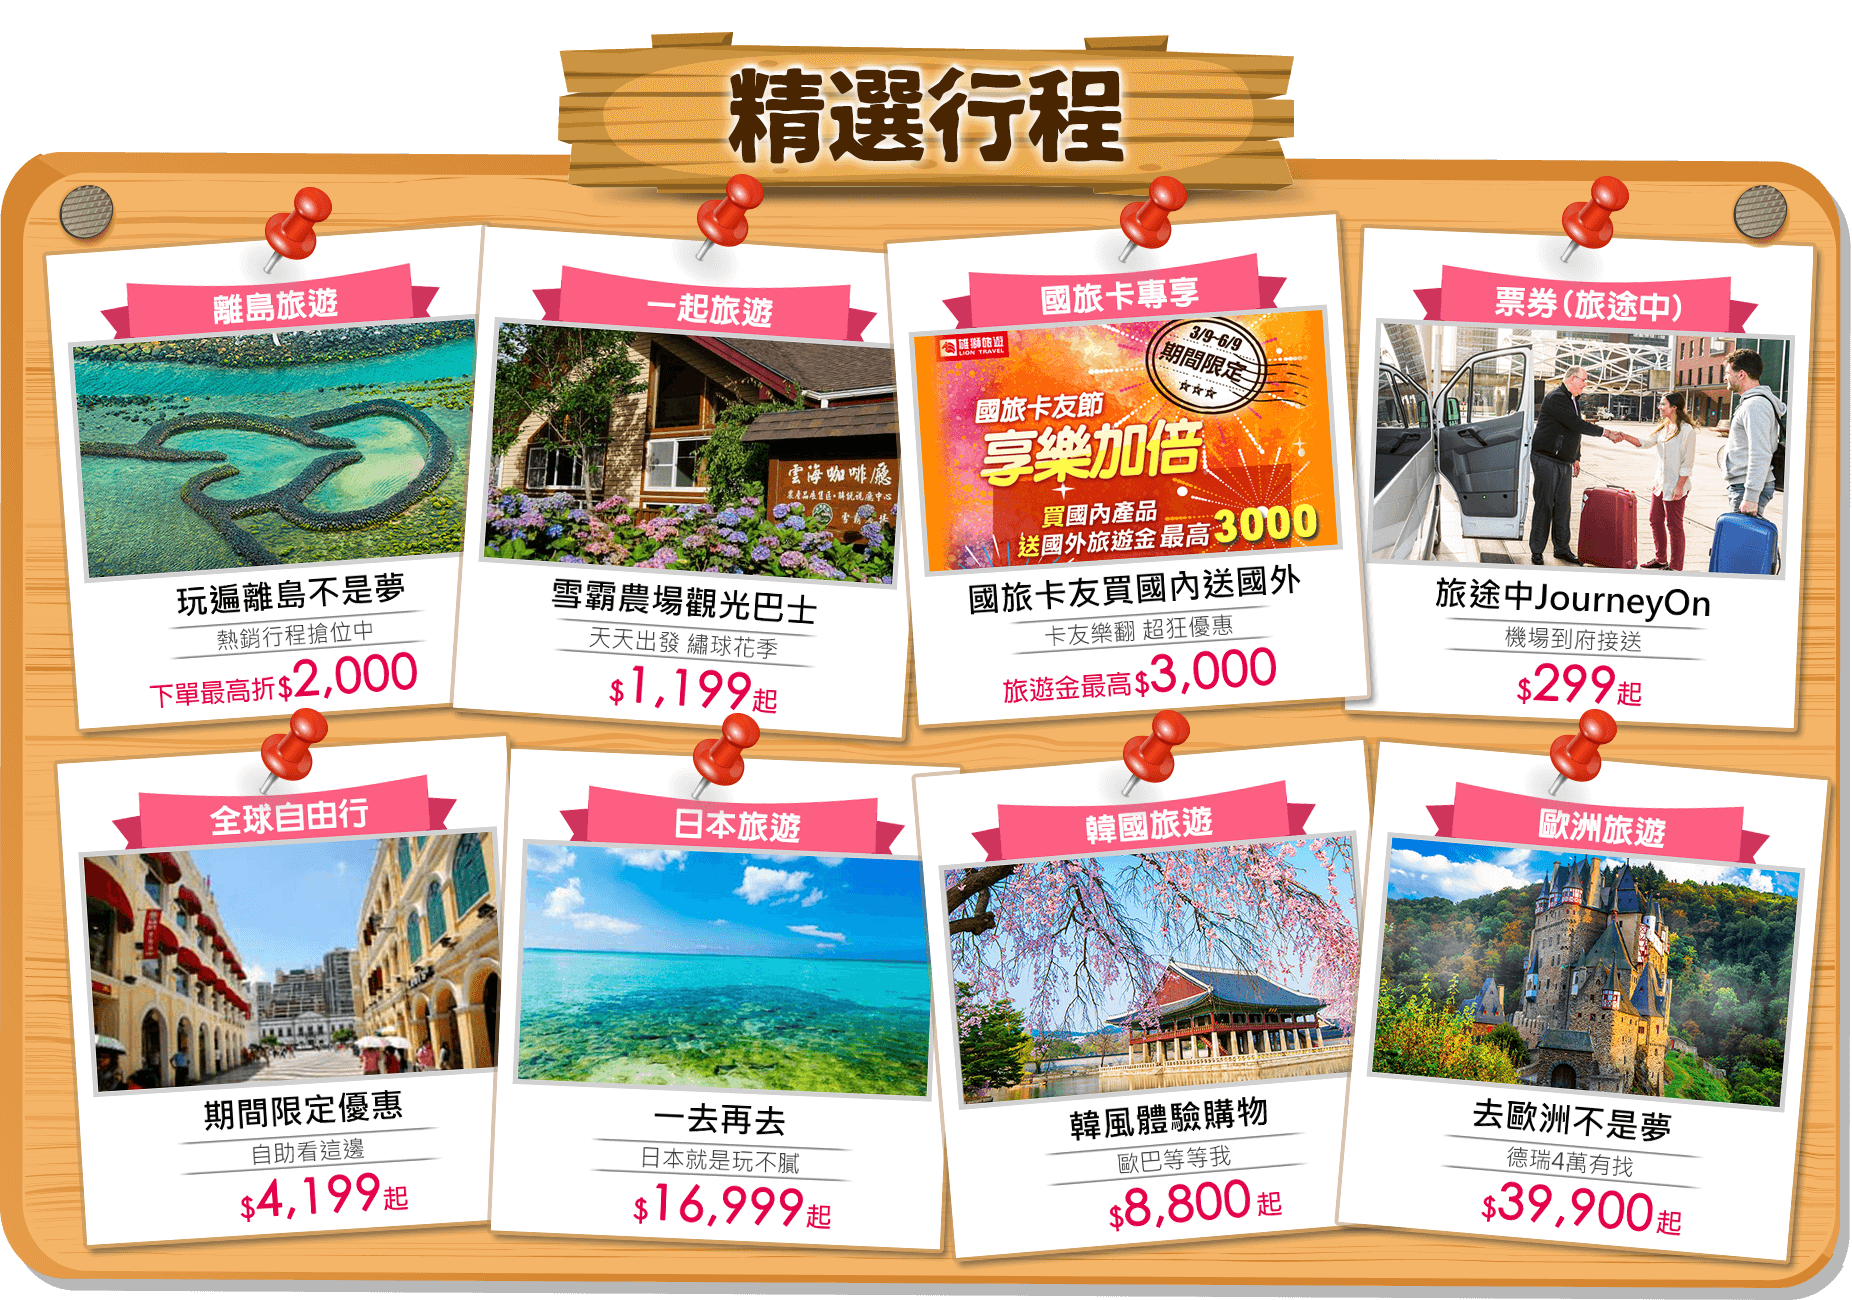 精選行程
離島旅遊
玩遍離島不是夢
熱銷行程搶位中
下單最高折$2,000
一起旅遊
雲海咖啡廳
農產品展售區·解說視廳中心
雪霸農場觀光巴士
天天出發 繡球花季
$1,199起
國旅卡專享
雄獅旅遊
LION TRAVEL
3/9-6/9
期間限定
國旅卡友節
享樂加倍
買國內產品
送國外旅遊金最高3000
國旅卡友買國內送國外
卡友樂翻 超狂優惠
旅遊金最高$3,000
票券(旅途中)
旅途中JourneyOn
機場到府接送
$299起
全球自由行
期間限定優惠
自助看這邊
$4,199起
日本旅遊
一去再去
日本就是玩不膩
$16,999起
韓國旅遊
韓風體驗購物
歐巴等等我
$8,800起
歐洲旅遊
去歐洲不是夢
德瑞4萬有找
$39,900起